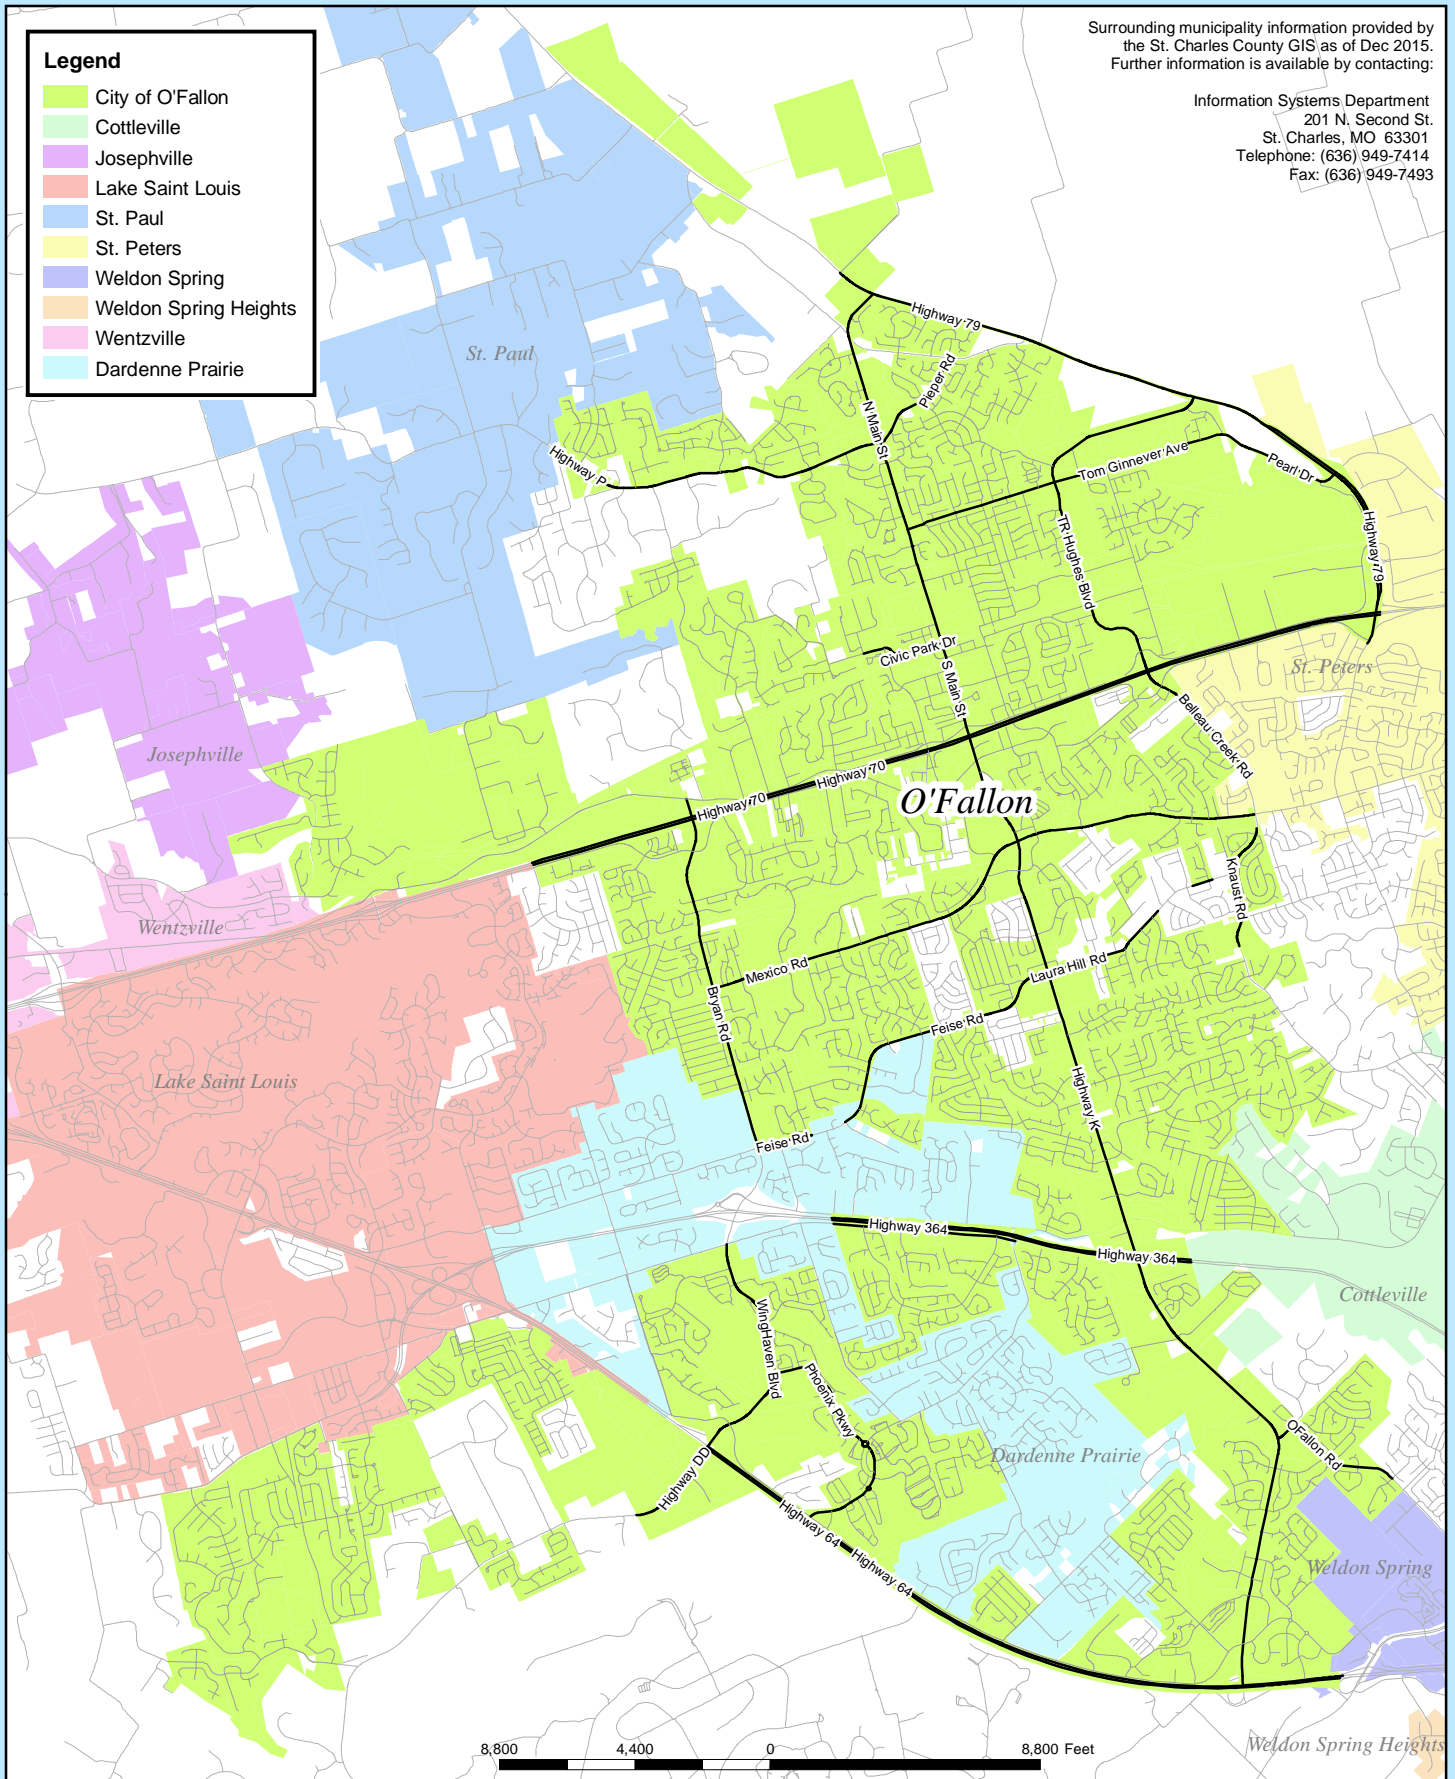 Surrounding municipality information provided by
the St. Charles County GIS as of Dec 2015.
Further information is available by contacting:
Information Systems Department
201 N. Second St.
St. Charles, MO 63301
Telephone: (636) 949-7414
Fax: (636) 949-7493
Legend
City of O'Fallon
Cottleville
Josephville
Lake Saint Louis
St. Paul
St. Peters
Weldon Spring
Weldon Spring Heights
Wentzville
Dardenne Prairie
Highway 79
St. Paul
Pieper Rd
N Main St
Highway P
Tom Ginnever Ave
Pearl Dr
Highway 79
TR Hughes Blvd
Civic Park Dr
S Main St
St. Peters
Belleau Creek Rd
Josephville
Highway 70
Highway 70
O'Fallon
Knaust Rd
Wentzville
Mexico Rd
Laura Hill Rd
Bryan Rd
Feise Rd
Lake Saint Louis
Highway K
Feise Rd
Highway 364
Highway 364
Cottleville
WingHaven Blvd
Phoenix Pkwy
OFallon Rd
Dardenne Prairie
Highway DD
Highway 64
Highway 64
Weldon Spring
Weldon Spring Heights
8,800 4,400 0 8,800 Feet